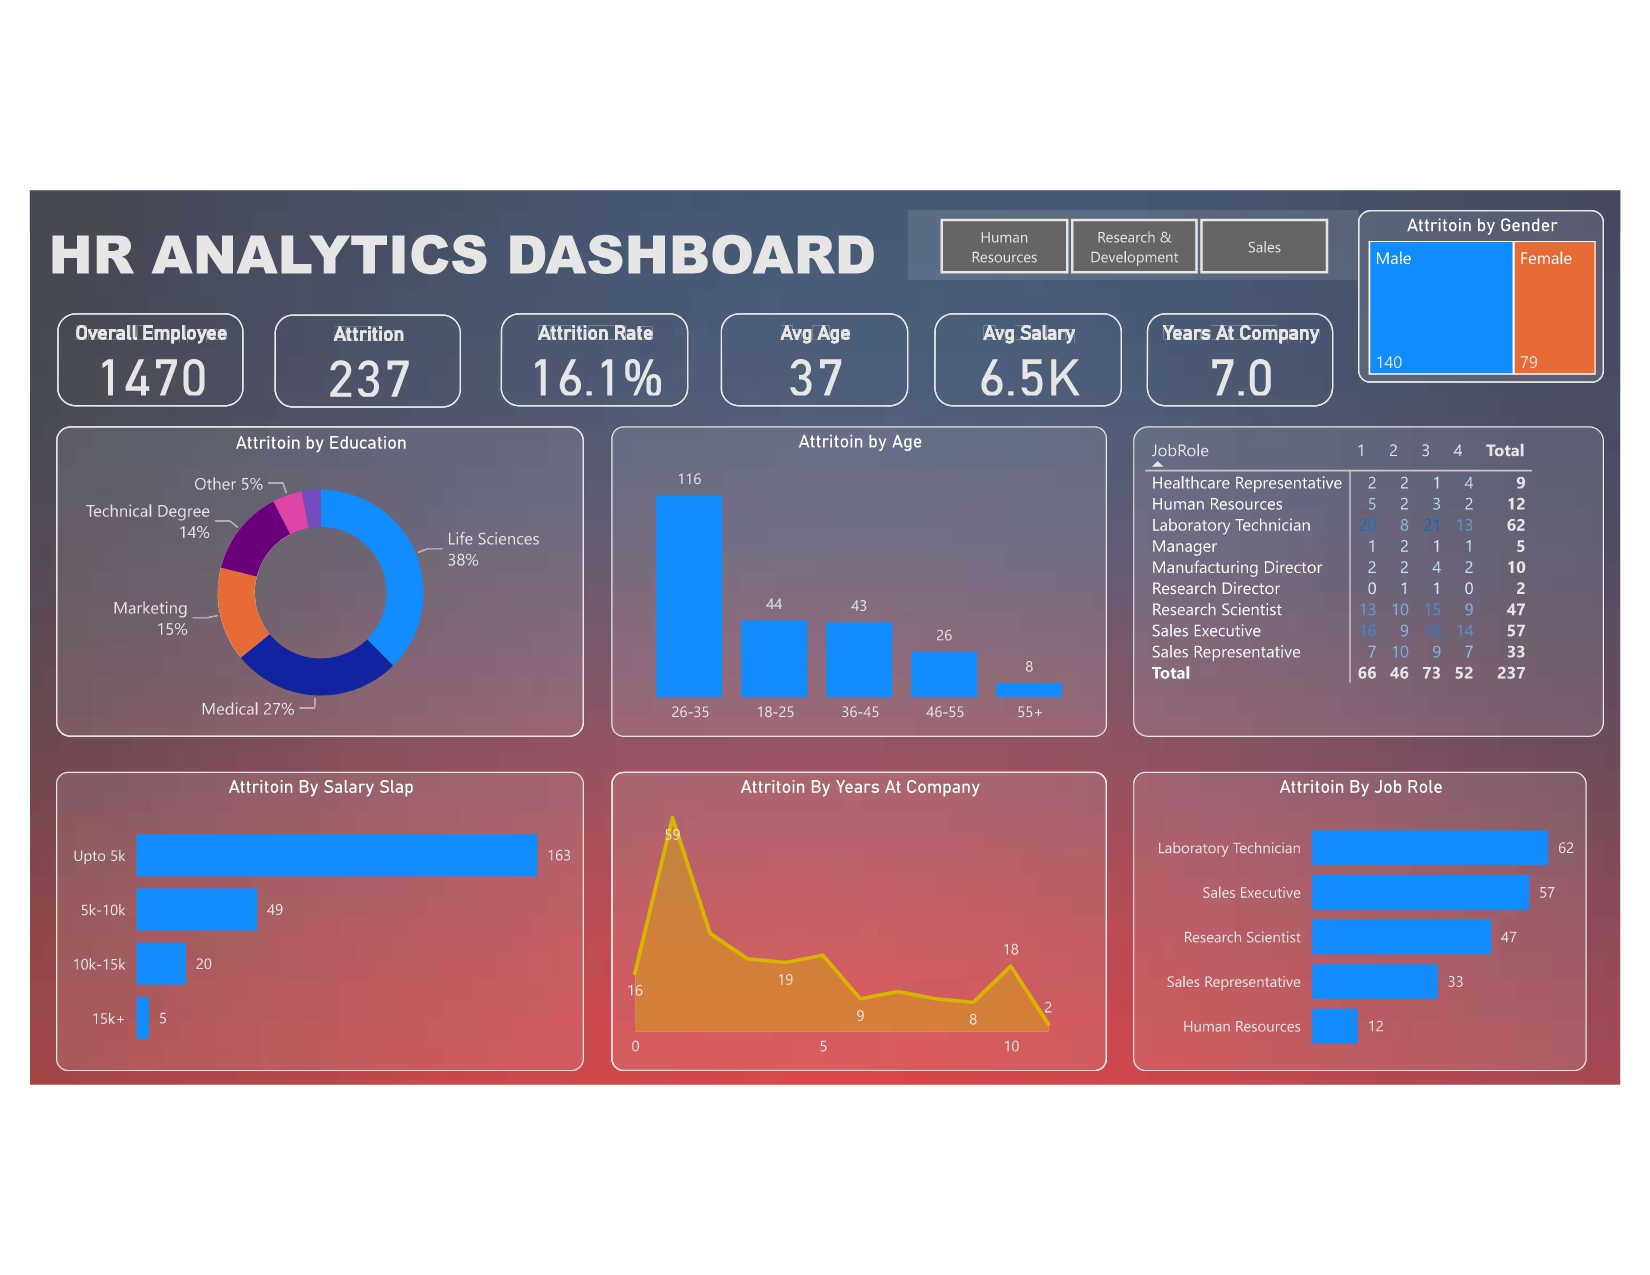 HR ANALYTICS DASHBOARD
Human
Resources
Research &
Development
Sales
Attritoin by Gender
Male
Female
140
79
Overall Employee
1470
Attrition
237
Attrition Rate
16.1%
Avg Age
37
Avg Salary
6.5K
Years At Company
7.0
Attritoin by Education
Other 5%
Technical Degree
14%
Life Sciences
38%
Marketing
15%
Medical 27%
Attritoin by Age
116
44
43
26
8
26-35 18-25 36-45 46-55 55+
JobRole 1 2 3 4 Total
Healthcare Representative 2 2 1 4 9
Human Resources 5 2 3 2 12
Laboratory Technician 20 8 21 13 62
Manager 1 2 1 1 5
Manufacturing Director 2 2 4 2 10
Research Director 0 1 1 0 2
Research Scientist 13 10 15 9 47
Sales Executive 16 9 18 14 57
Sales Representative 7 10 9 7 33
Total 66 46 73 52 237
Attritoin By Salary Slap
Upto 5k 163
5k-10k 49
10k-15k 20
15k+ 5
Attritoin By Years At Company
59
16
19
9
8
18
2
0 5 10
Attritoin By Job Role
Laboratory Technician 62
Sales Executive 57
Research Scientist 47
Sales Representative 33
Human Resources 12